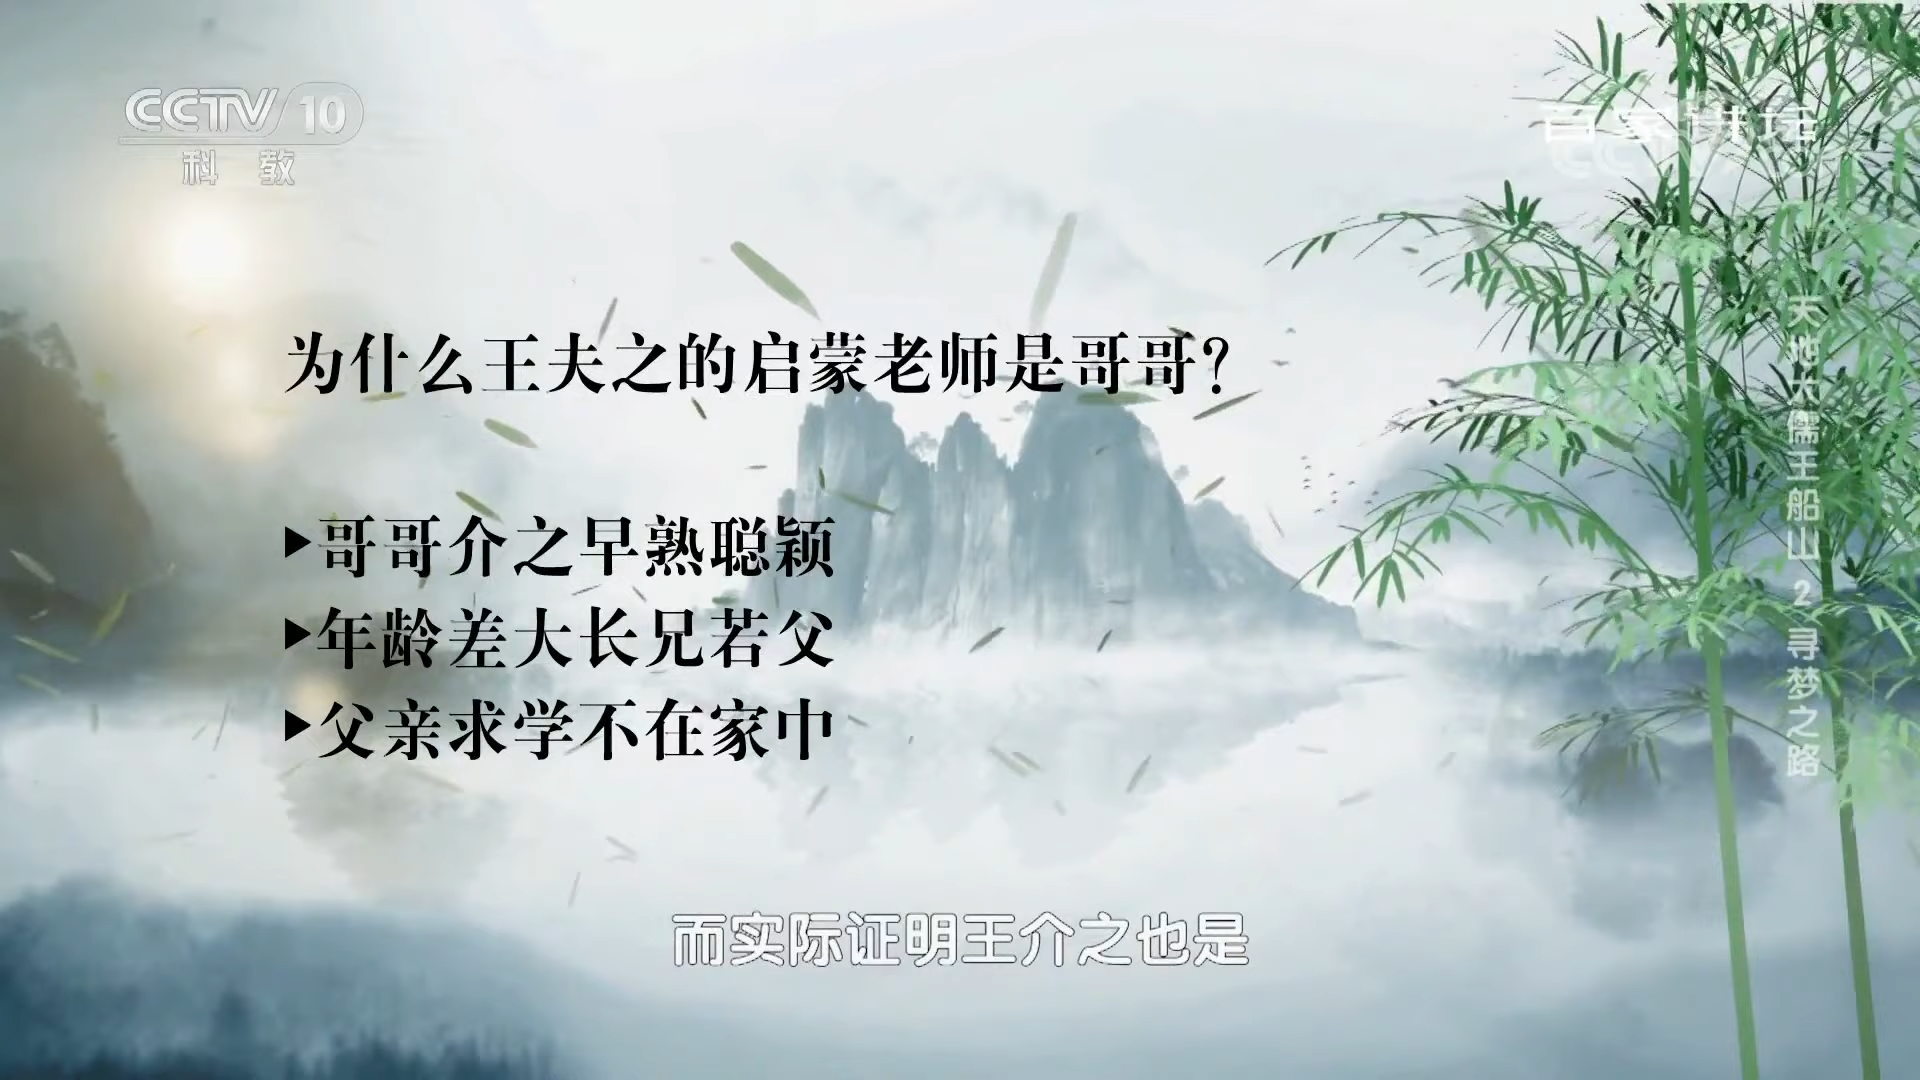 CCTV 10
科教
百家讲坛
为什么王夫之的启蒙老师是哥哥？
▶哥哥介之早熟聪颖
▶年龄差大长兄若父
▶父亲求学不在家中
天地大儒王船山 2 寻梦之路
而实际证明王介之也是